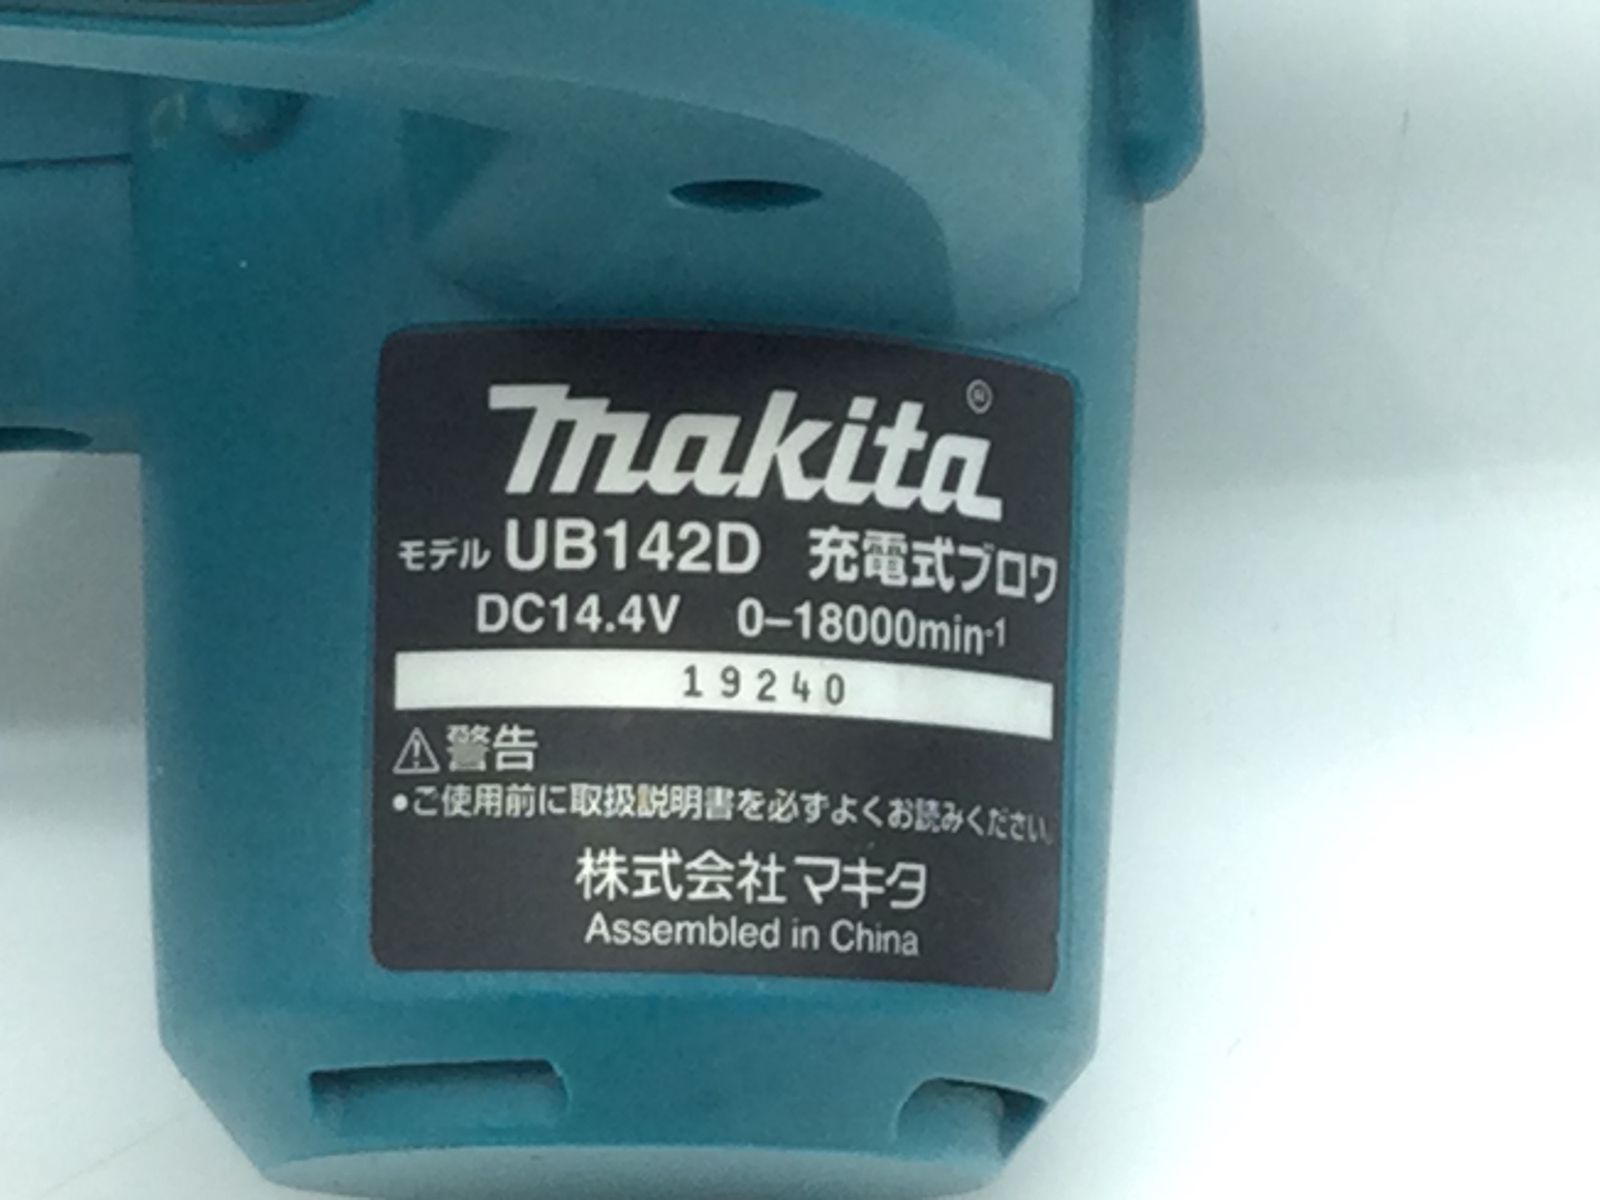 makita®
モデル UB142D 充電式ブロワ
DC14.4V 0–18000min-1
19240
⚠警告
●ご使用前に取扱説明書を必ずよくお読みください。
株式会社マキタ
Assembled in China